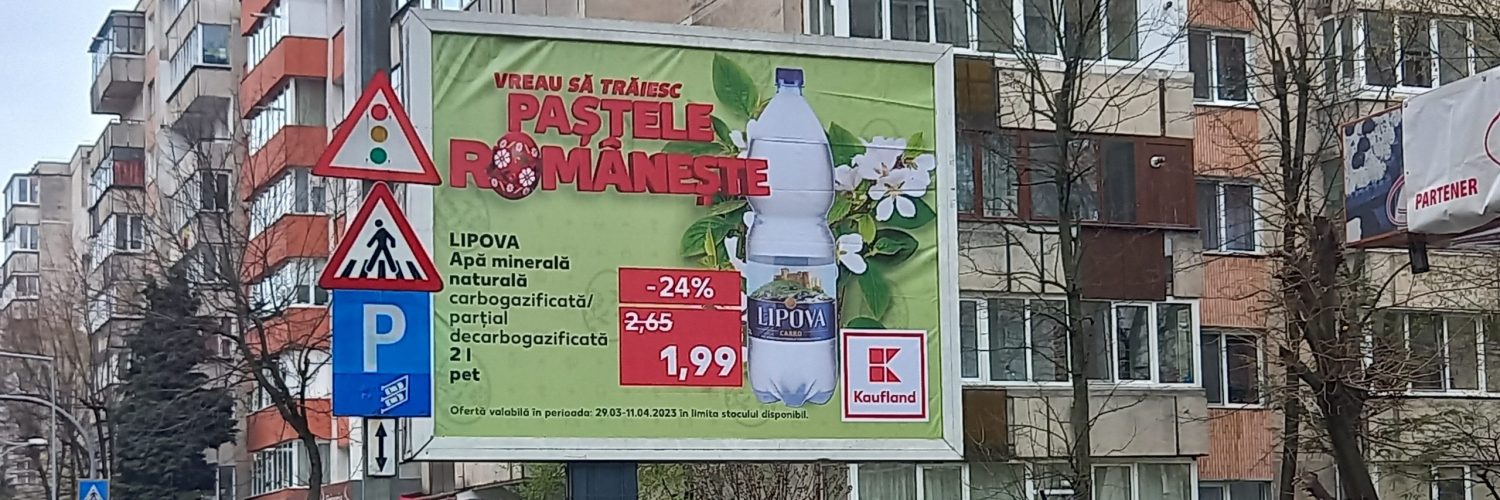 VREAU SĂ TRĂIESC
PAȘTELE
ROMÂNEȘTE
LIPOVA
Apă minerală
naturală
carbogazificată/
parțial
decarbogazificată
2 l
pet
-24%
2,65
1,99
LIPOVA
CARBO
Kaufland
Ofertă valabilă în perioada: 29.03-11.04.2023 în limita stocului disponibil.
P
PARTENER